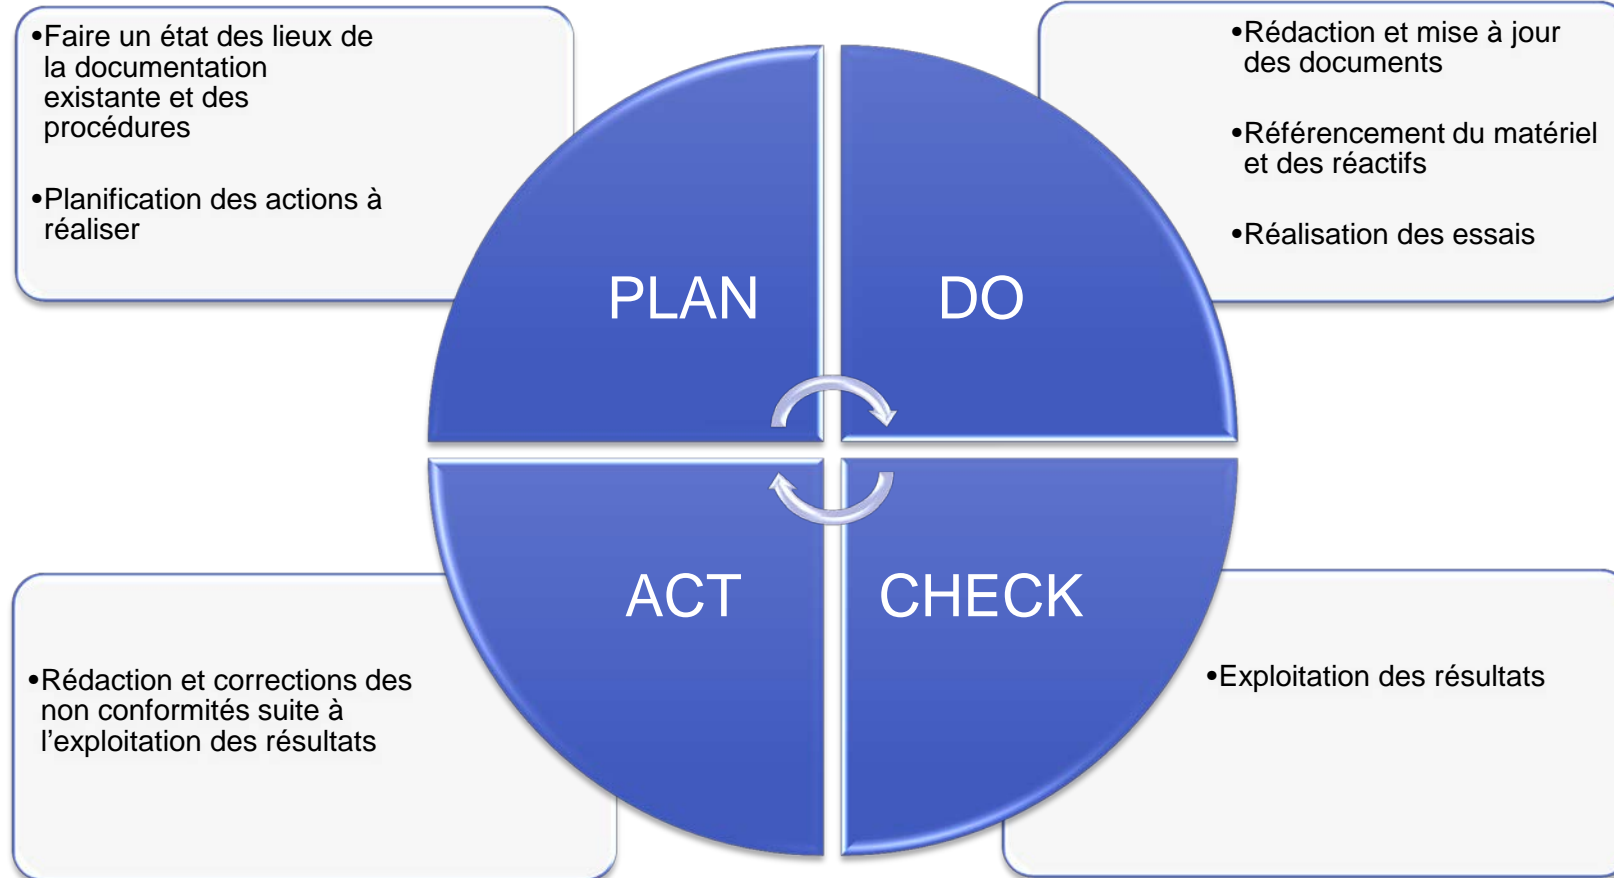 •Faire un état des lieux de
la documentation
existante et des
procédures
•Planification des actions à
réaliser
•Rédaction et mise à jour
des documents
•Référencement du matériel
et des réactifs
•Réalisation des essais
PLAN
DO
ACT
CHECK
•Rédaction et corrections des
non conformités suite à
l'exploitation des résultats
•Exploitation des résultats